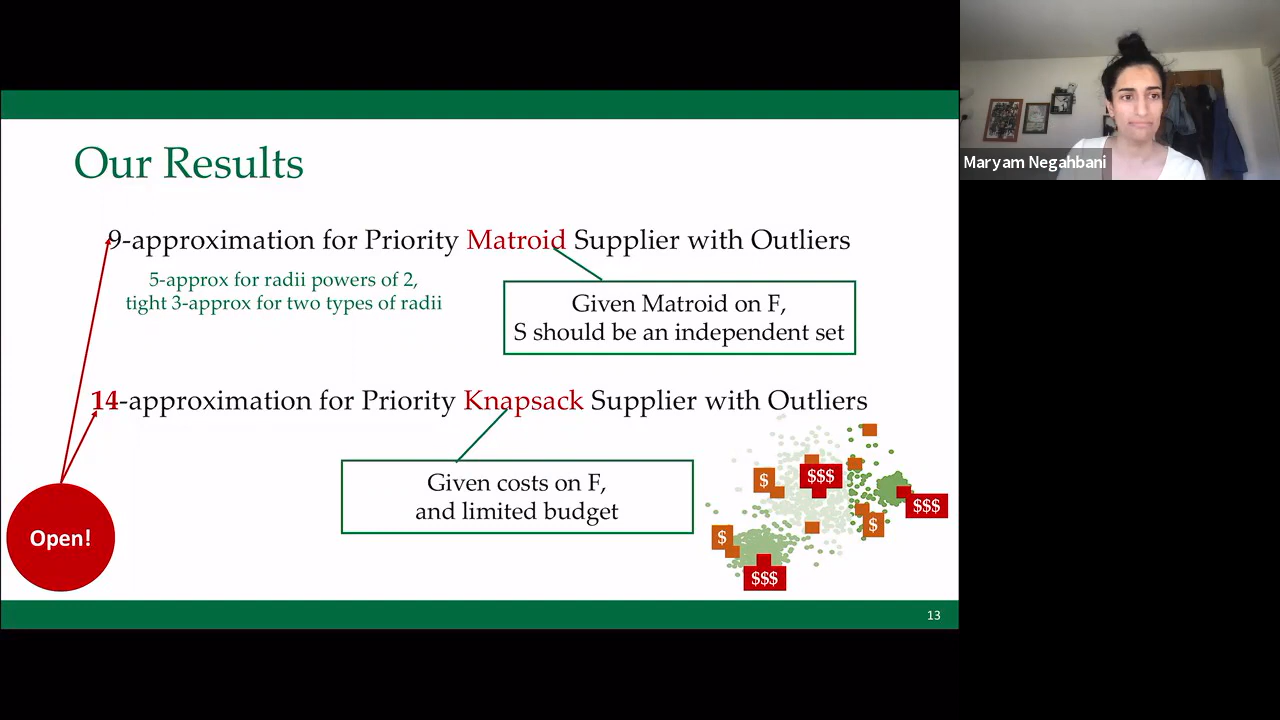 Our Results
9-approximation for Priority Matroid Supplier with Outliers
5-approx for radii powers of 2,
tight 3-approx for two types of radii
Given Matroid on F,
S should be an independent set
14-approximation for Priority Knapsack Supplier with Outliers
Given costs on F,
and limited budget
Open!
$
$$$
$$$
$
$
$$$
13
Maryam Negahbani